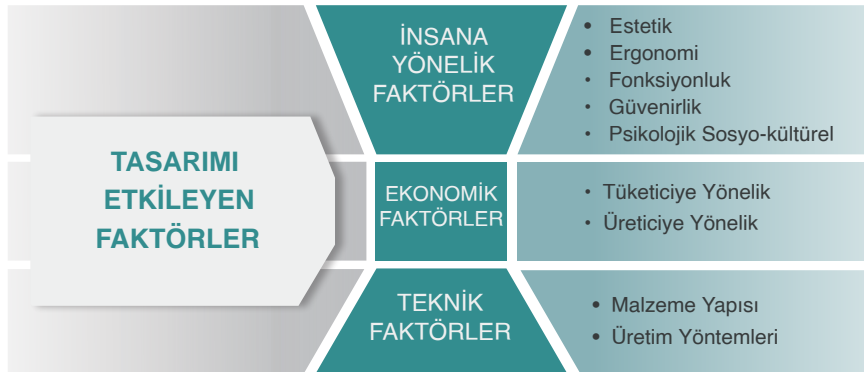 TASARIMI
ETKİLEYEN
FAKTÖRLER
İNSANA
YÖNELİK
FAKTÖRLER
• Estetik
• Ergonomi
• Fonksiyonluk
• Güvenirlik
• Psikolojik Sosyo-kültürel
EKONOMİK
FAKTÖRLER
• Tüketiciye Yönelik
• Üreticiye Yönelik
TEKNİK
FAKTÖRLER
• Malzeme Yapısı
• Üretim Yöntemleri